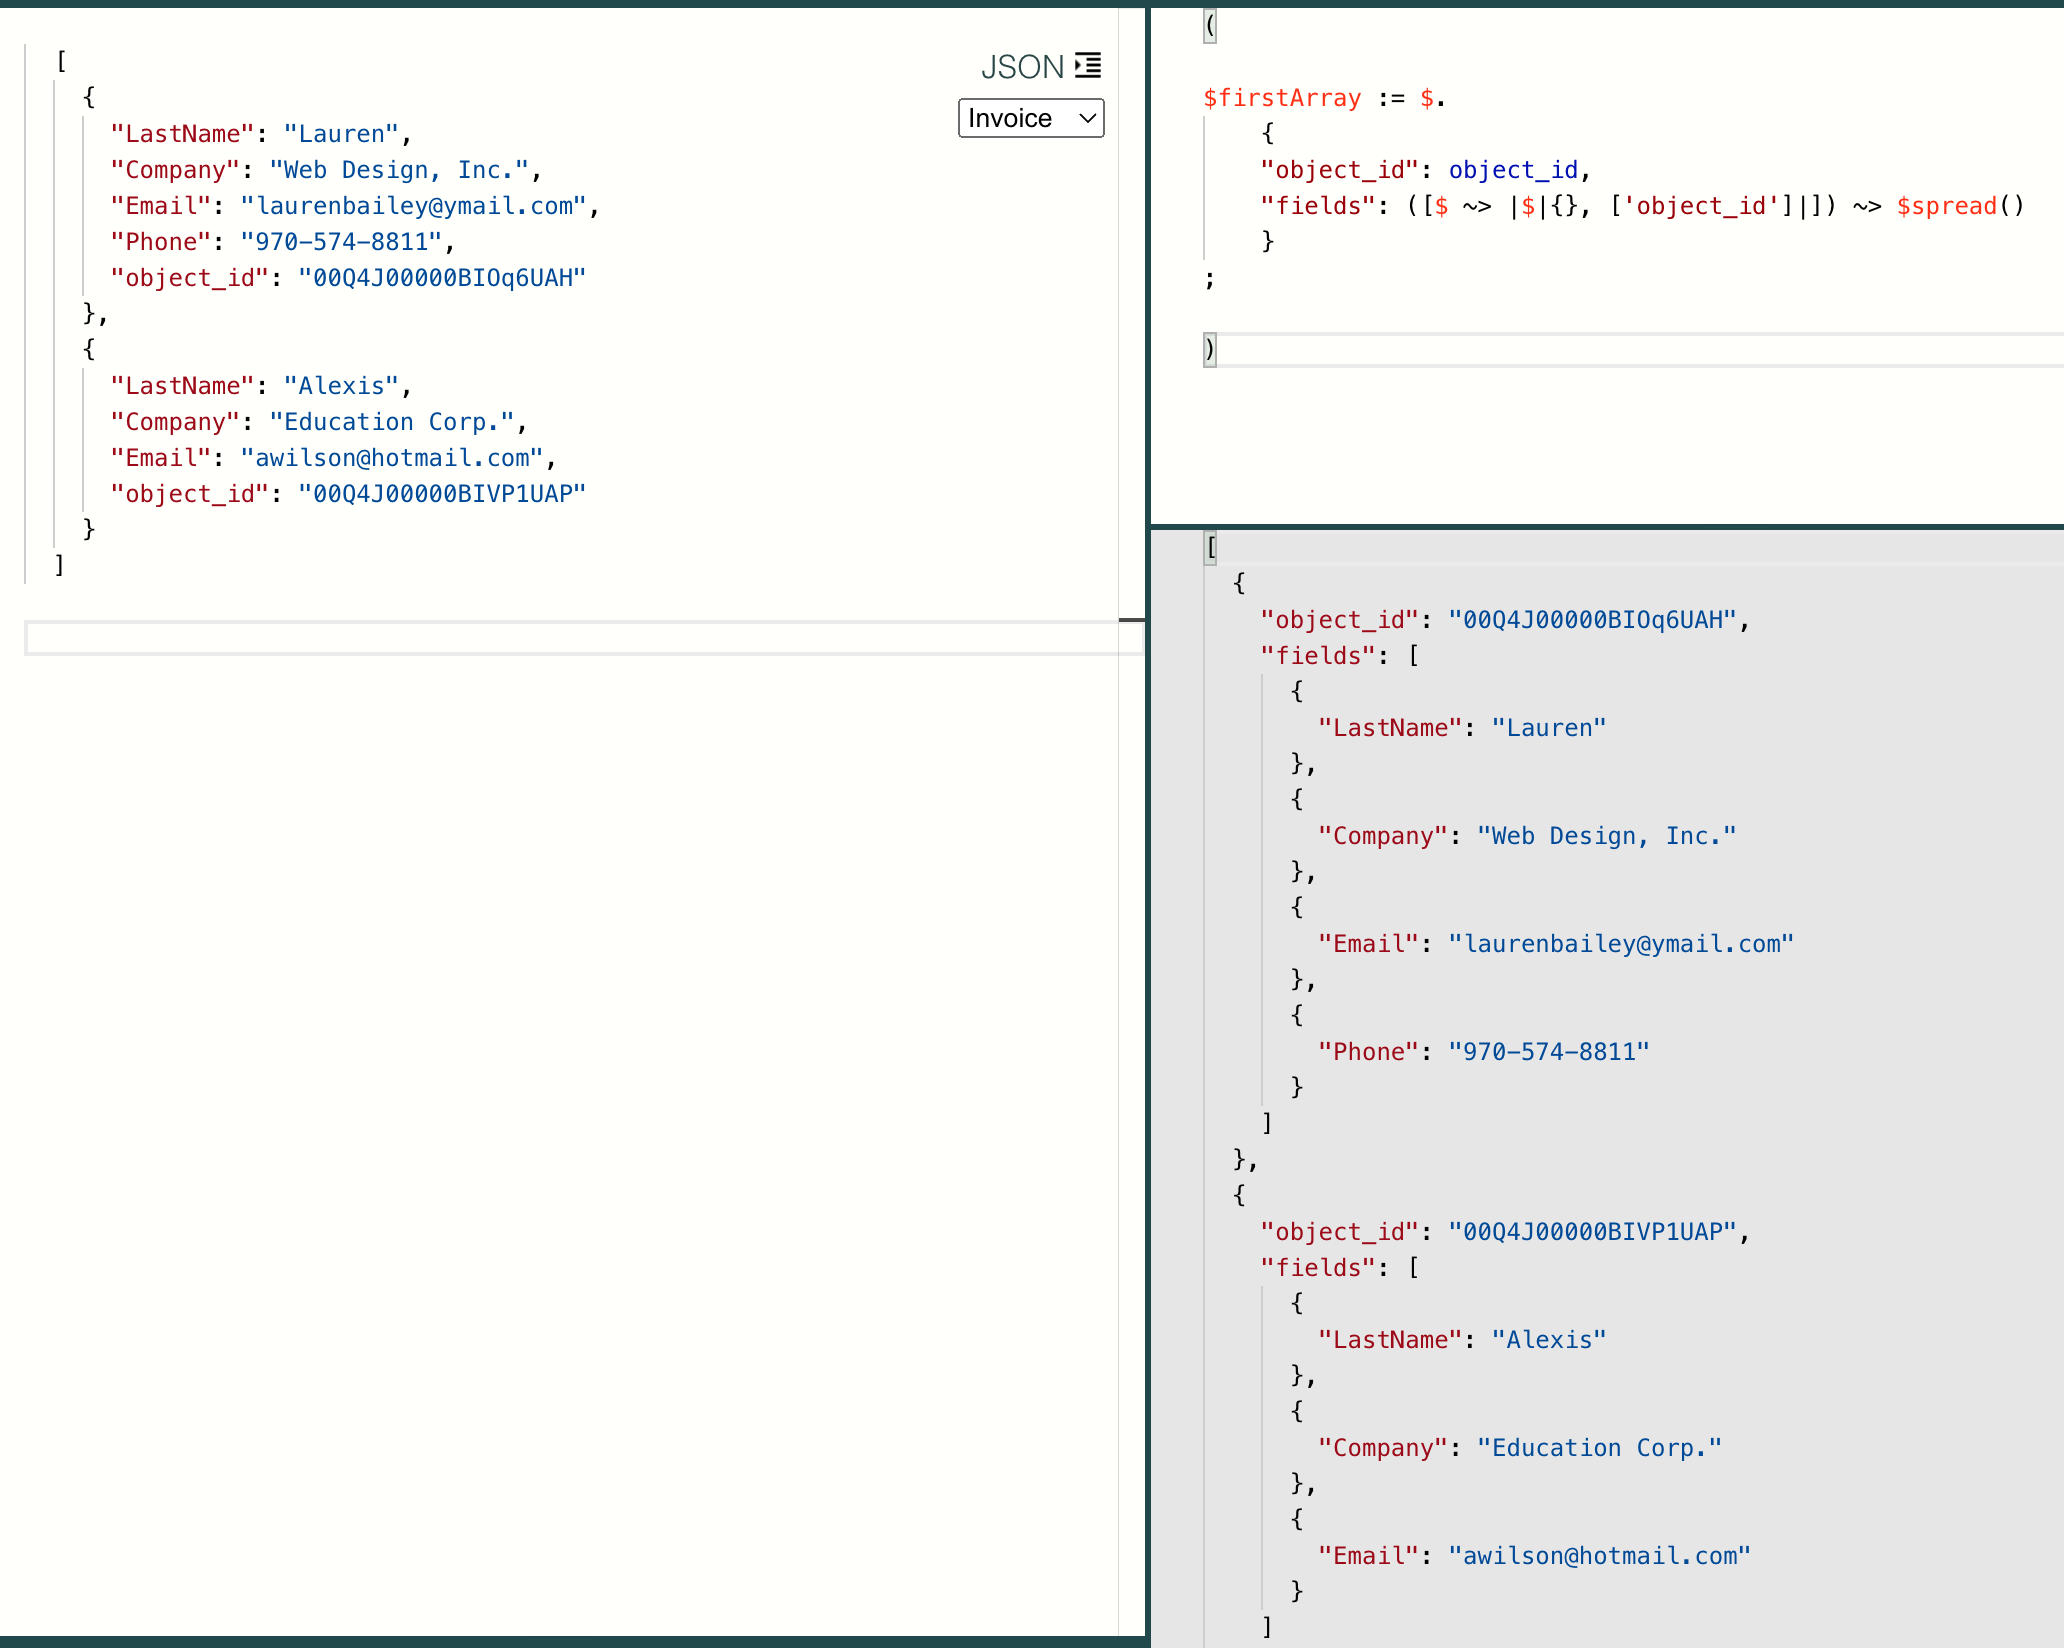 [
  {
    "LastName": "Lauren",
    "Company": "Web Design, Inc.",
    "Email": "laurenbailey@ymail.com",
    "Phone": "970-574-8811",
    "object_id": "00Q4J00000BIOq6UAH"
  },
  {
    "LastName": "Alexis",
    "Company": "Education Corp.",
    "Email": "awilson@hotmail.com",
    "object_id": "00Q4J00000BIVP1UAP"
  }
]
JSON
Invoice
(
$firstArray := $.
    {
    "object_id": object_id,
    "fields": ([$ ~> |$|{}, ['object_id']|]) ~> $spread()
    }
;
)
[
  {
    "object_id": "00Q4J00000BIOq6UAH",
    "fields": [
      {
        "LastName": "Lauren"
      },
      {
        "Company": "Web Design, Inc."
      },
      {
        "Email": "laurenbailey@ymail.com"
      },
      {
        "Phone": "970-574-8811"
      }
    ]
  },
  {
    "object_id": "00Q4J00000BIVP1UAP",
    "fields": [
      {
        "LastName": "Alexis"
      },
      {
        "Company": "Education Corp."
      },
      {
        "Email": "awilson@hotmail.com"
      }
    ]